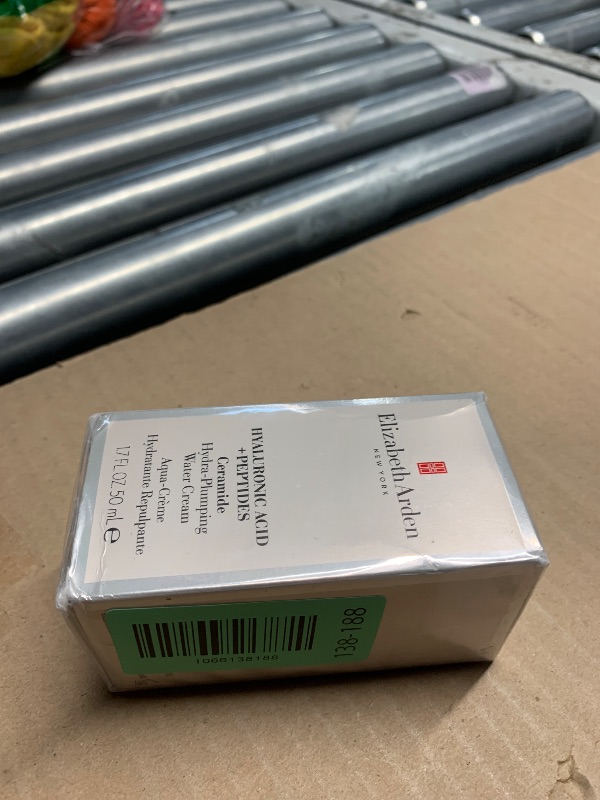 Elizabeth Arden
NEW YORK
HYALURONIC ACID
+PEPTIDES
Ceramide
Hydra-Plumping
Water Cream
Aqua-Crème
Hydratante Repulpante
1.7 FL.OZ. 50 mL e
1066138188
138-188